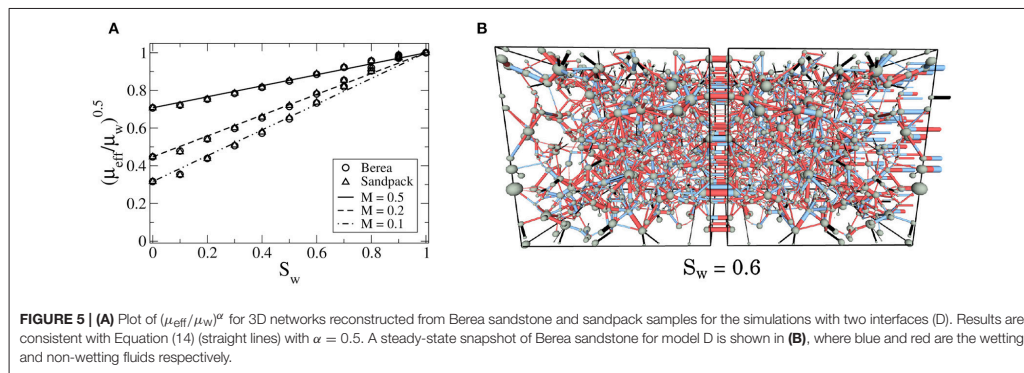 A
B
(μeff/μw)^0.5
1
0.8
0.6
0.4
0.2
0
Berea
Sandpack
M = 0.5
M = 0.2
M = 0.1
0 0.2 0.4 0.6 0.8 1
Sw
Sw = 0.6
FIGURE 5 | (A) Plot of (μeff/μw)^α for 3D networks reconstructed from Berea sandstone and sandpack samples for the simulations with two interfaces (D). Results are
consistent with Equation (14) (straight lines) with α = 0.5. A steady-state snapshot of Berea sandstone for model D is shown in (B), where blue and red are the wetting
and non-wetting fluids respectively.